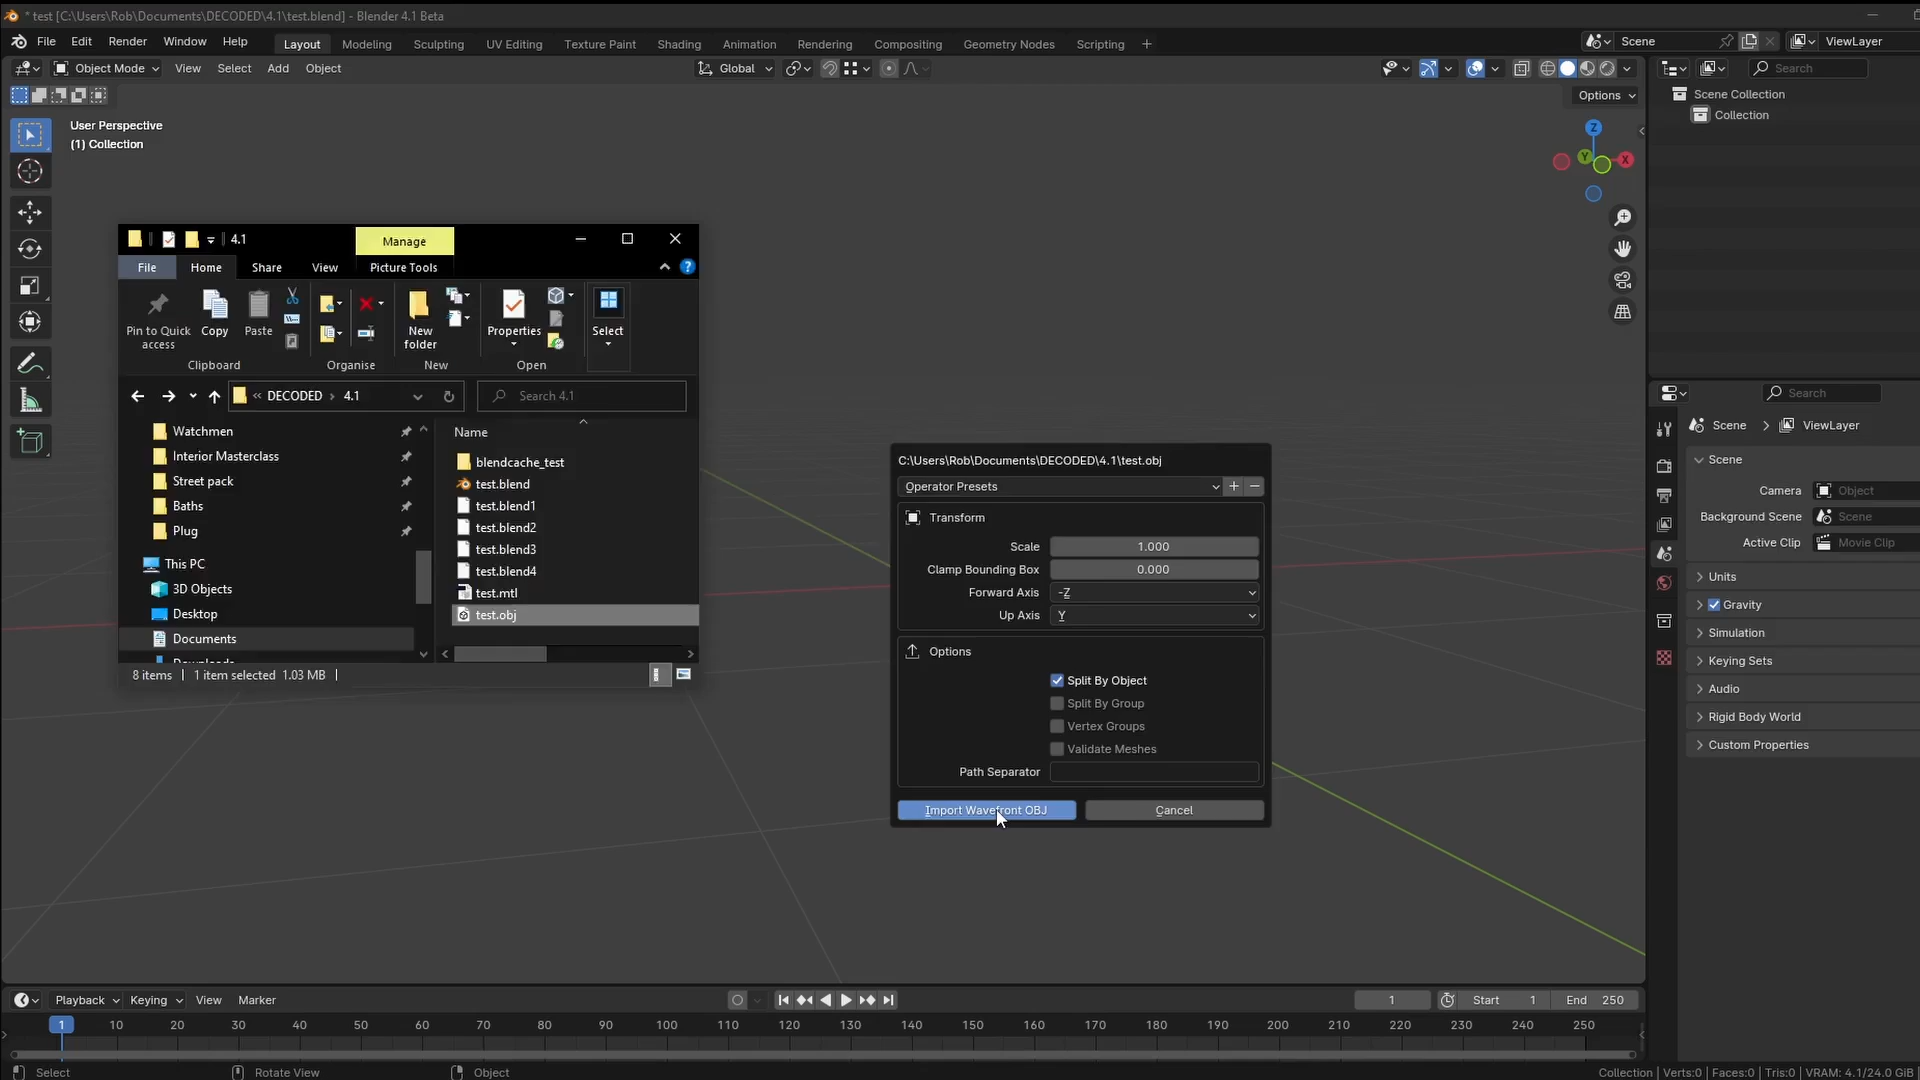 * test [C:\Users\Rob\Documents\DECODED\4.1\test.blend] - Blender 4.1 Beta
File Edit Render Window Help Layout Modeling Sculpting UV Editing Texture Paint Shading Animation Rendering Compositing Geometry Nodes Scripting + Scene ViewLayer
Object Mode View Select Add Object Global Search
Options
Scene Collection
Collection
User Perspective
(1) Collection
Z
Y
X
4.1 Manage
File Home Share View Picture Tools
Pin to Quick access
Copy
Paste
New folder
Properties
Select
Clipboard Organise New Open
« DECODED › 4.1 Search 4.1
Watchmen
Interior Masterclass
Street pack
Baths
Plug
This PC
3D Objects
Desktop
Documents
Name
blendcache_test
test.blend
test.blend1
test.blend2
test.blend3
test.blend4
test.mtl
test.obj
8 items 1 item selected 1.03 MB
C:\Users\Rob\Documents\DECODED\4.1\test.obj
Operator Presets + −
Transform
Scale 1.000
Clamp Bounding Box 0.000
Forward Axis -Z
Up Axis Y
Options
Split By Object
Split By Group
Vertex Groups
Validate Meshes
Path Separator
Import Wavefront OBJ Cancel
Search
Scene > ViewLayer
Scene
Camera Object
Background Scene Scene
Active Clip Movie Clip
Units
Gravity
Simulation
Keying Sets
Audio
Rigid Body World
Custom Properties
Playback Keying View Marker 1 Start 1 End 250
1 10 20 30 40 50 60 70 80 90 100 110 120 130 140 150 160 170 180 190 200 210 220 230 240 250
Select Rotate View Object Collection | Verts:0 | Faces:0 | Tris:0 | VRAM: 4.1/24.0 GiB